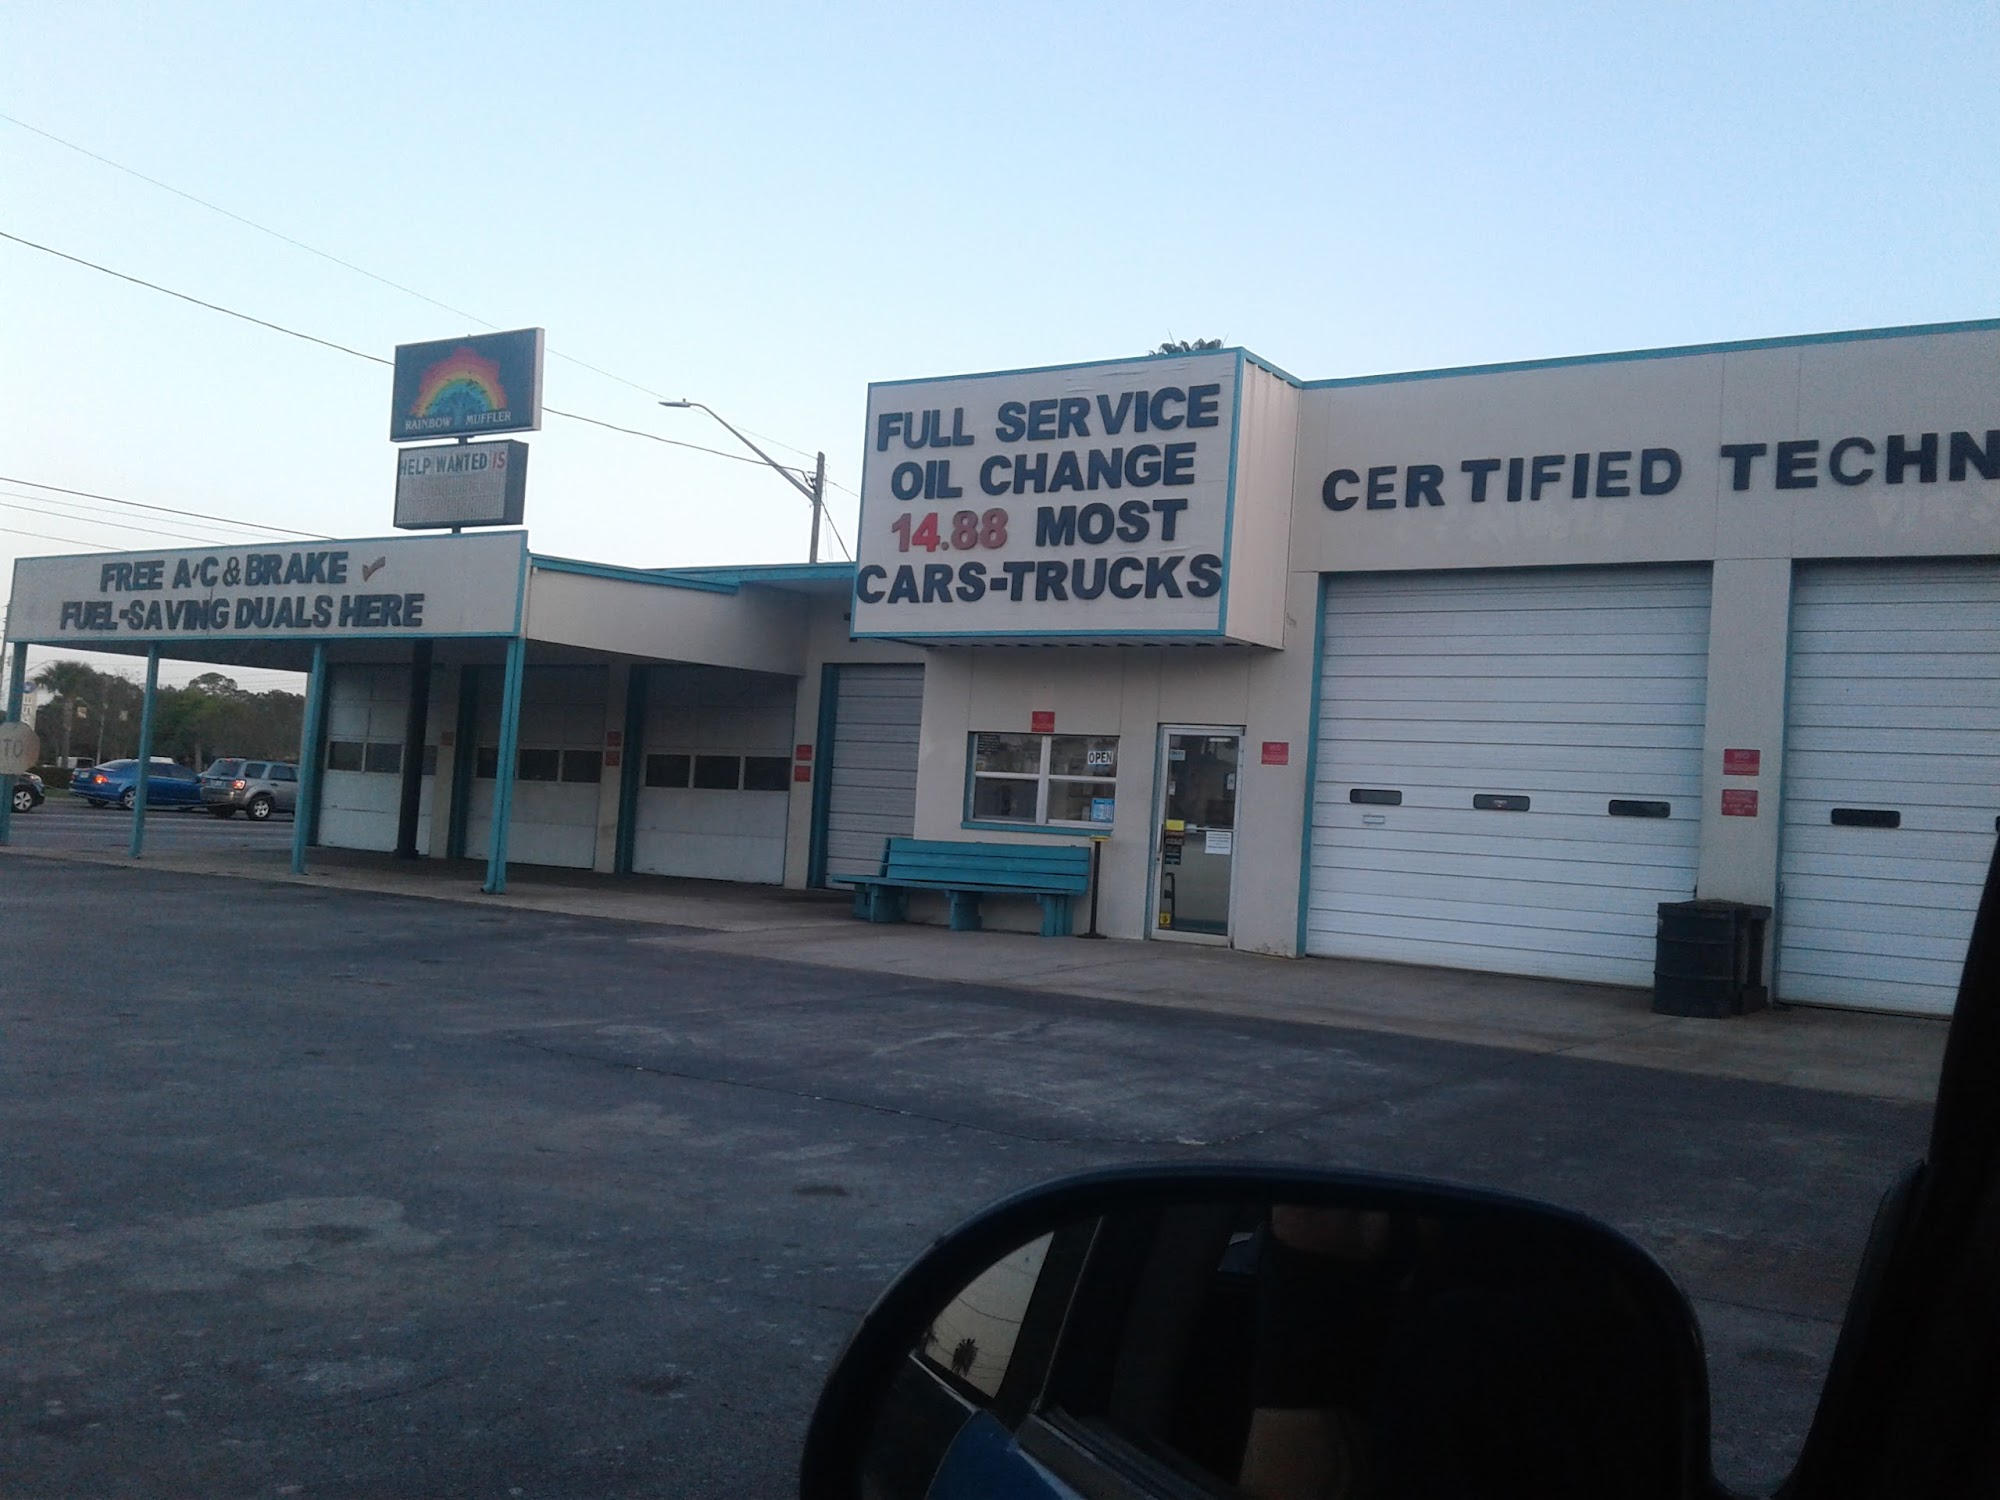 RAINBOW MUFFLER
HELP WANTED
FREE A/C & BRAKE ✓
FUEL-SAVING DUALS HERE
FULL SERVICE
OIL CHANGE
14.88 MOST
CARS-TRUCKS
CERTIFIED TECHN
OPEN
TO